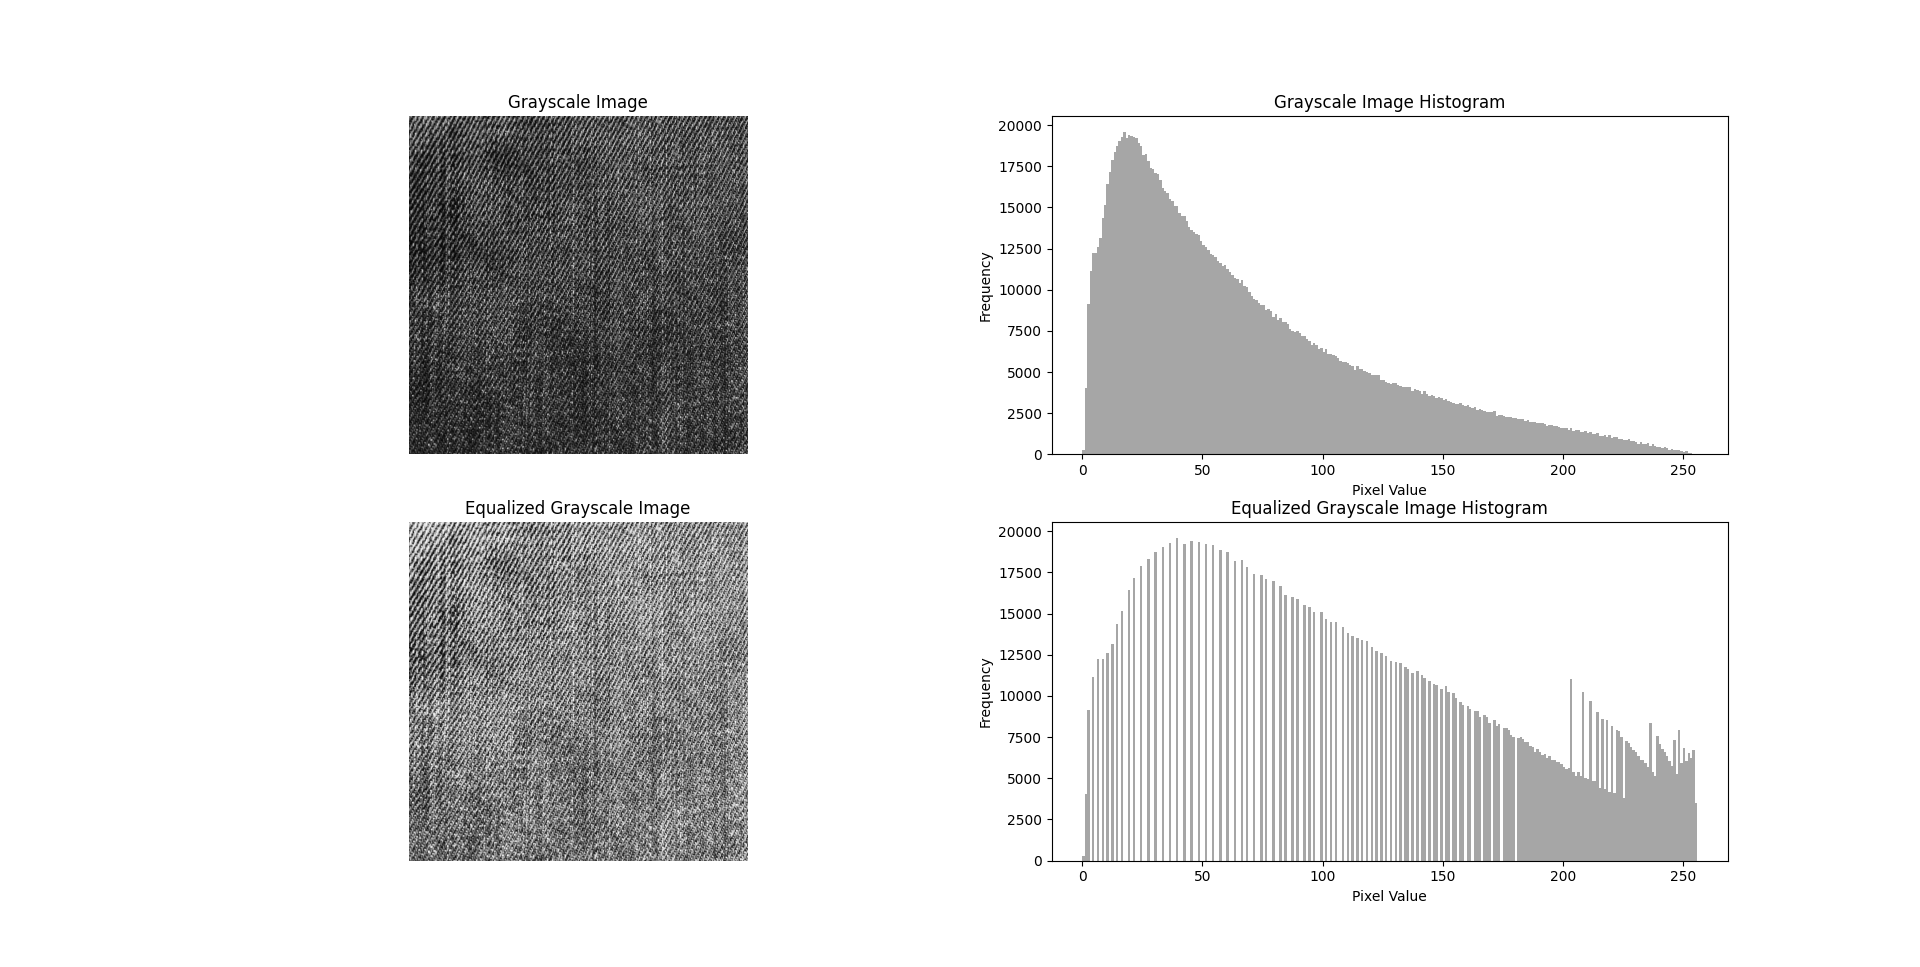 Grayscale Image
Grayscale Image Histogram
20000
17500
15000
12500
10000
7500
5000
2500
0
Frequency
0 50 100 150 200 250
Pixel Value
Equalized Grayscale Image
Equalized Grayscale Image Histogram
20000
17500
15000
12500
10000
7500
5000
2500
0
Frequency
0 50 100 150 200 250
Pixel Value